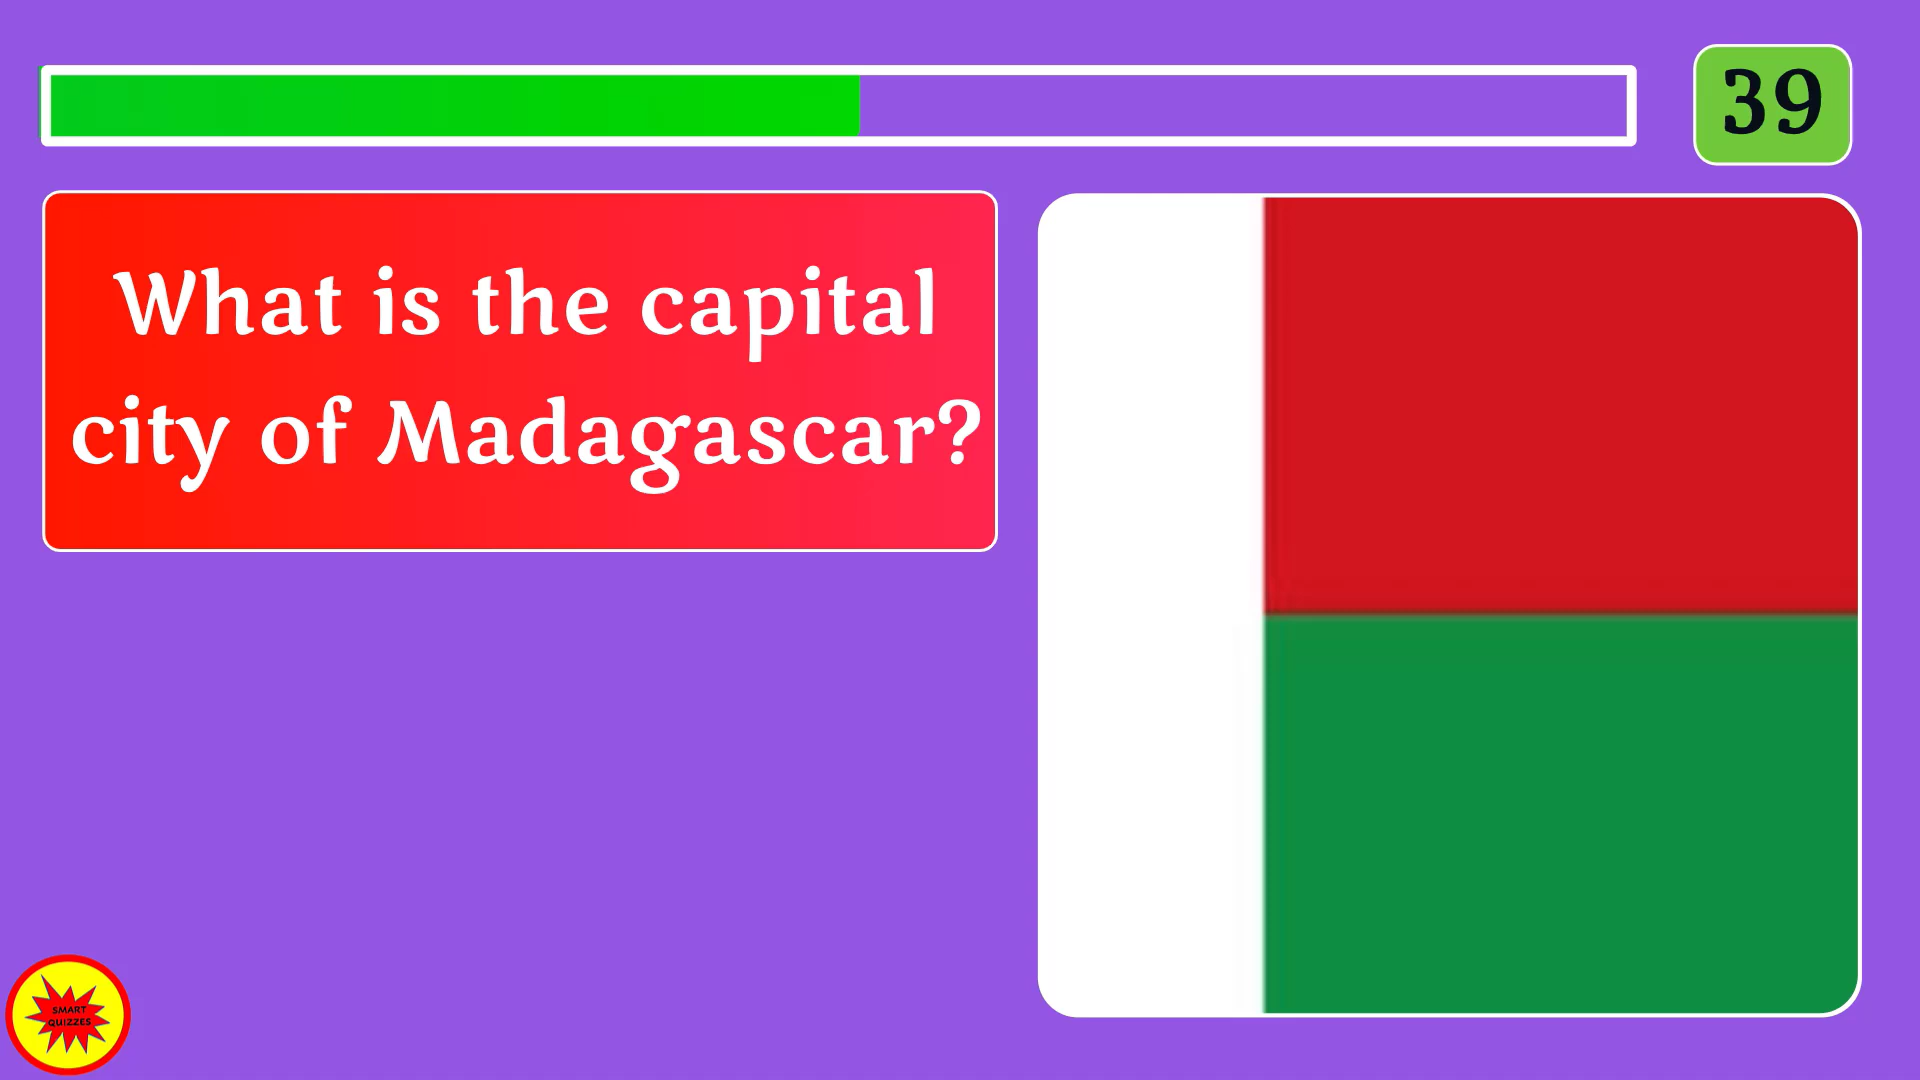 39
What is the capital
city of Madagascar?
SMART
QUIZZES